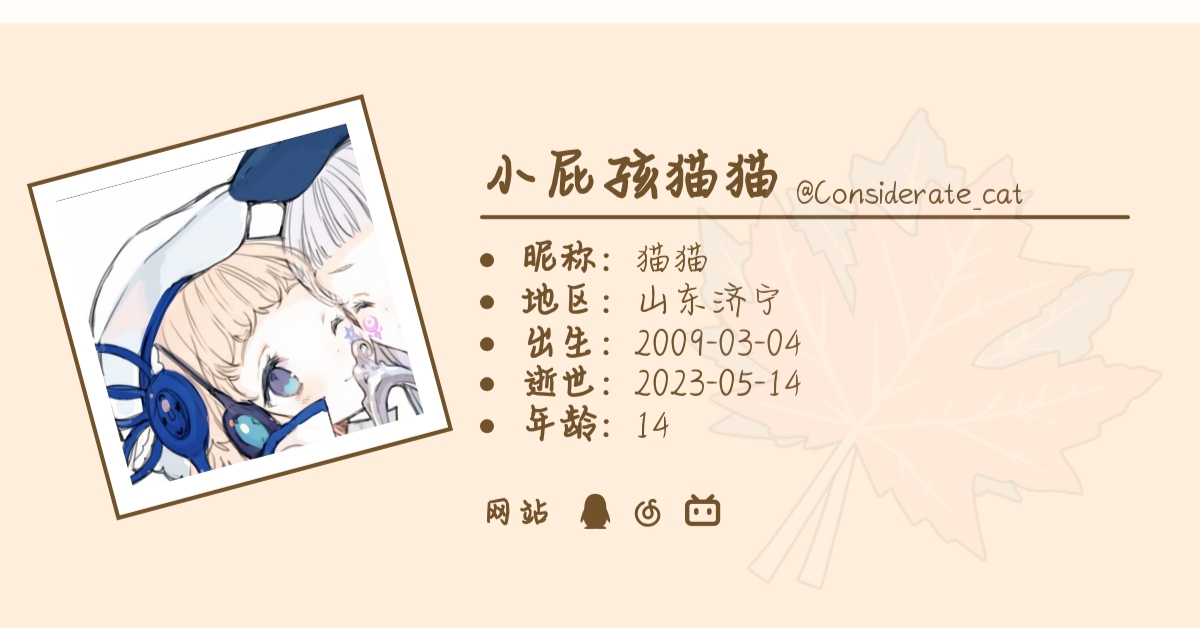 小屁孩猫猫 @Considerate_cat
昵称：猫猫
地区：山东济宁
出生：2009-03-04
逝世：2023-05-14
年龄：14
网站